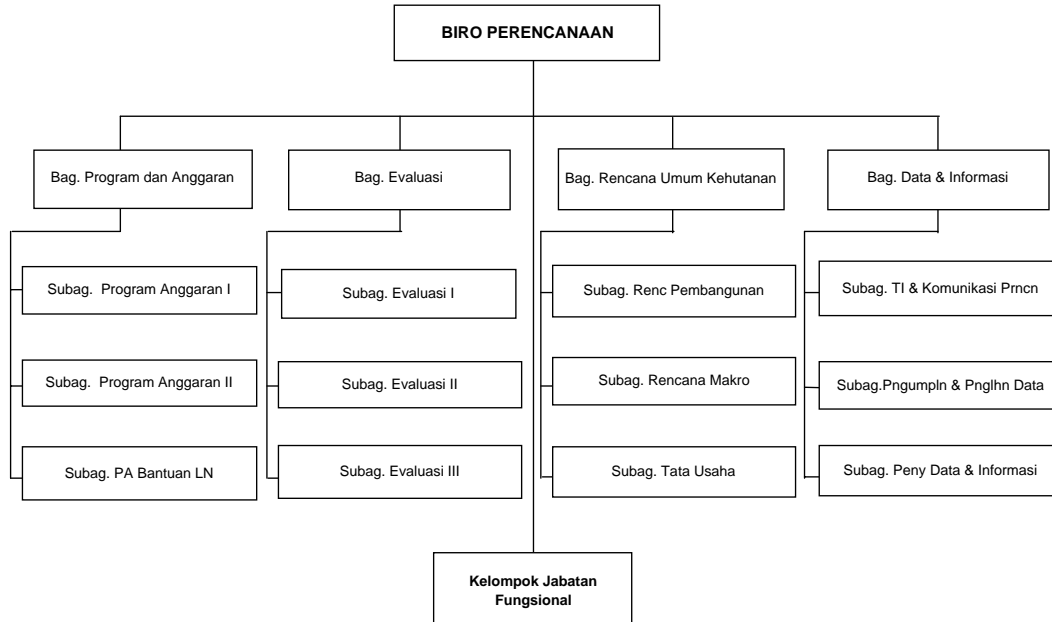 BIRO PERENCANAAN
Bag. Program dan Anggaran
Bag. Evaluasi
Bag. Rencana Umum Kehutanan
Bag. Data & Informasi
Subag. Program Anggaran I
Subag. Evaluasi I
Subag. Renc Pembangunan
Subag. TI & Komunikasi Prncn
Subag. Program Anggaran II
Subag. Evaluasi II
Subag. Rencana Makro
Subag.Pngumpln & Pnglhn Data
Subag. PA Bantuan LN
Subag. Evaluasi III
Subag. Tata Usaha
Subag. Peny Data & Informasi
Kelompok Jabatan
Fungsional